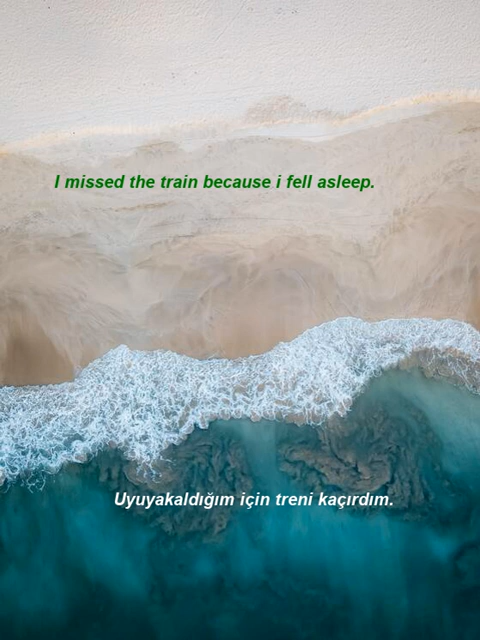 I missed the train because i fell asleep.
Uyuyakaldığım için treni kaçırdım.